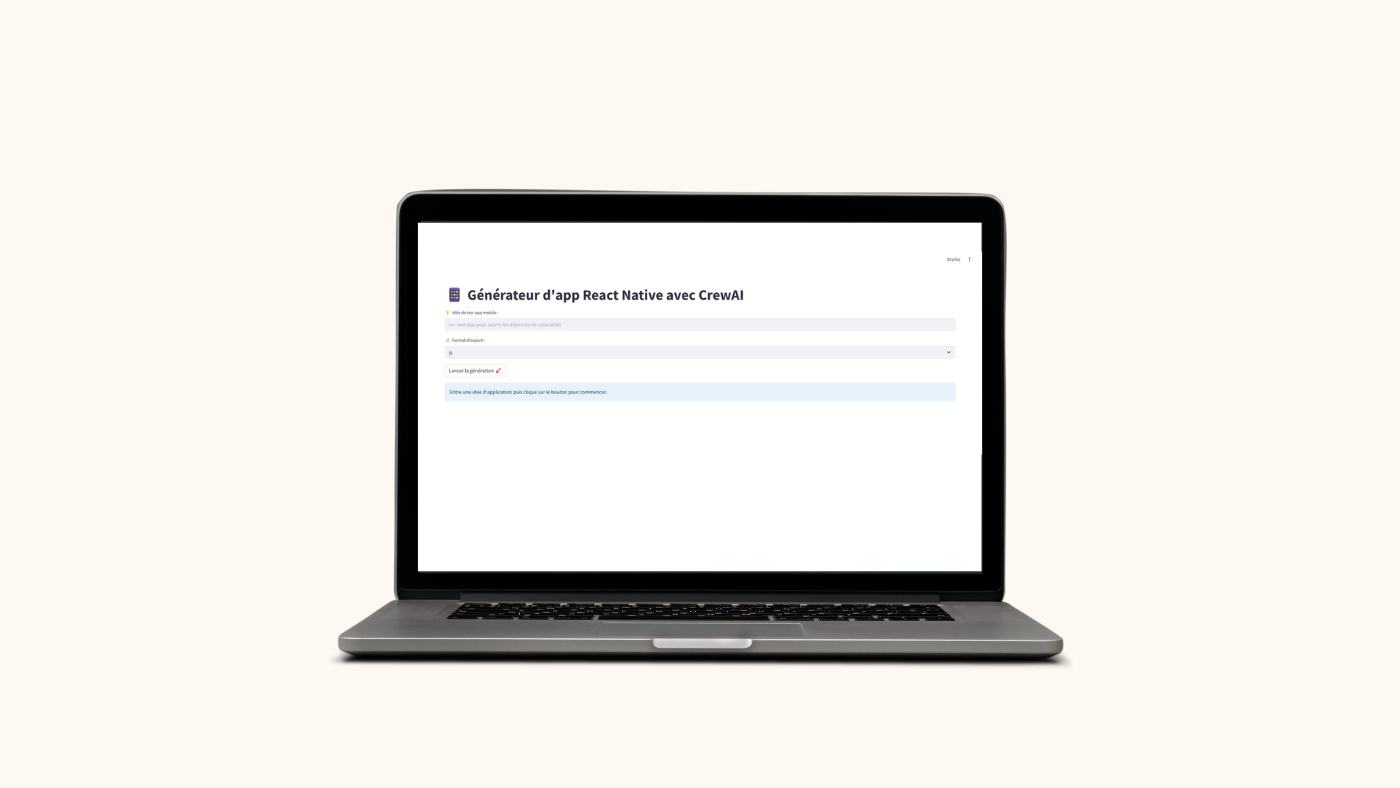 Deploy
Générateur d'app React Native avec CrewAI
Idée de ton app mobile :
ex : une app pour suivre les dépenses de colocation
Format d'export :
js
Lancer la génération
Entre une idée d'application puis clique sur le bouton pour commencer.